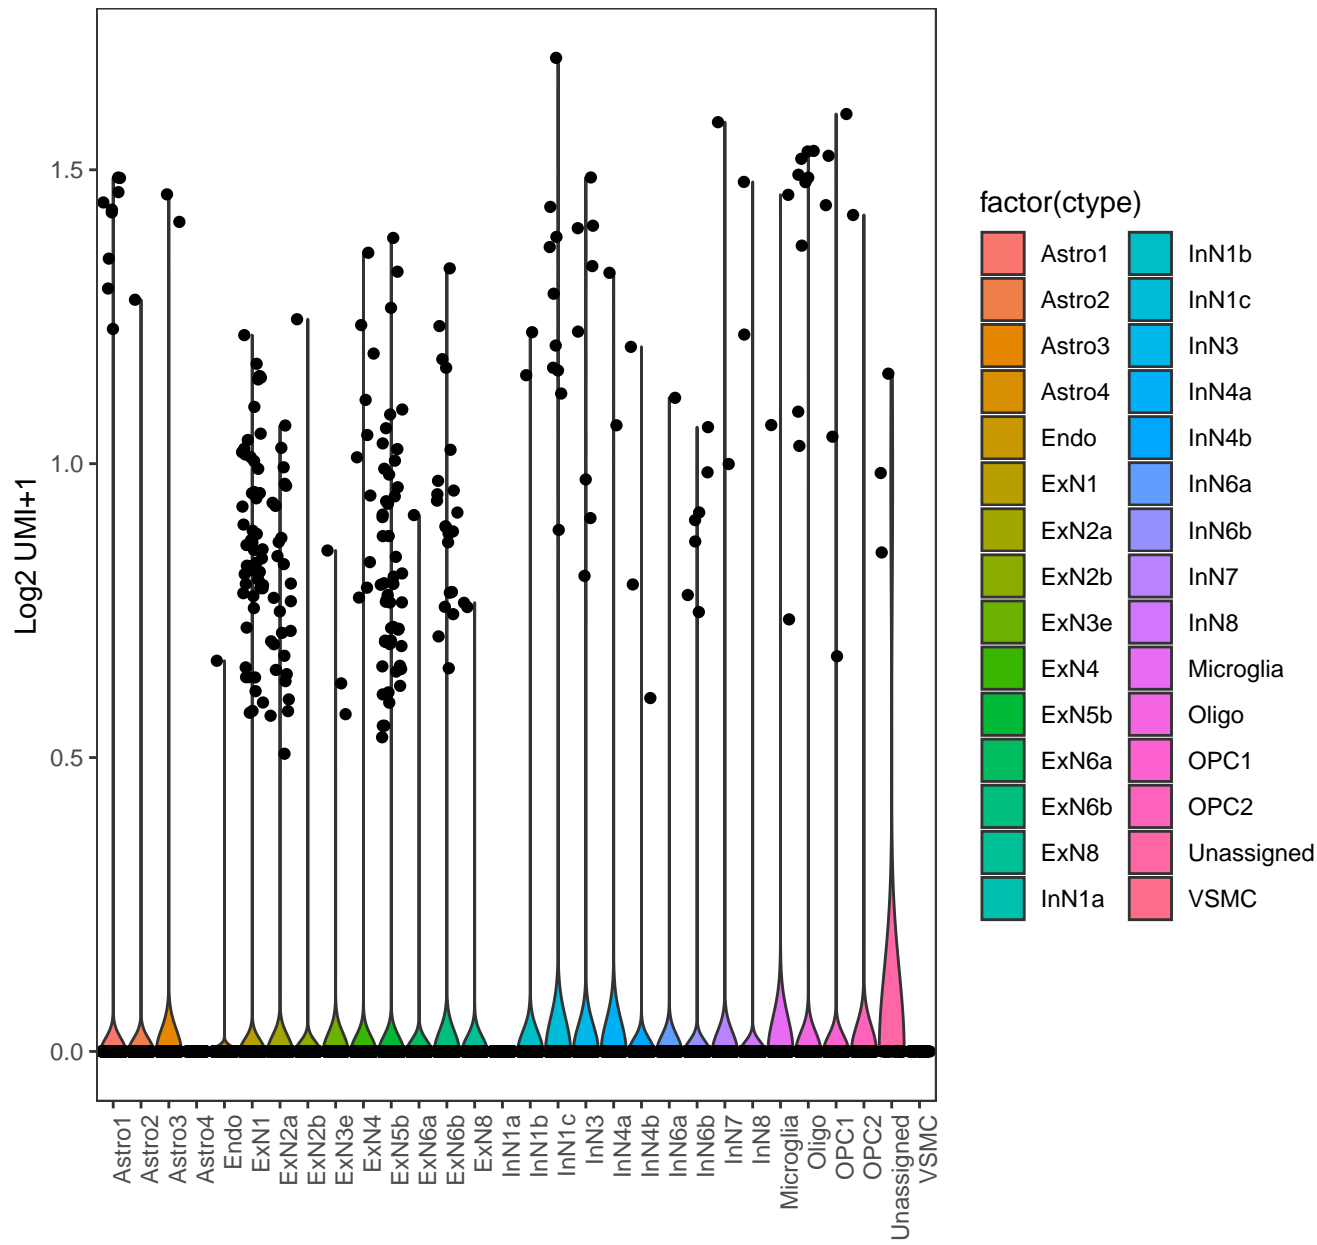 Log2 UMI+1
1.5
1.0
0.5
0.0
Astro1
Astro2
Astro3
Astro4
Endo
ExN1
ExN2a
ExN2b
ExN3e
ExN4
ExN5b
ExN6a
ExN6b
ExN8
InN1a
InN1b
InN1c
InN3
InN4a
InN4b
InN6a
InN6b
InN7
InN8
Microglia
Oligo
OPC1
OPC2
Unassigned
VSMC
factor(ctype)
Astro1
Astro2
Astro3
Astro4
Endo
ExN1
ExN2a
ExN2b
ExN3e
ExN4
ExN5b
ExN6a
ExN6b
ExN8
InN1a
InN1b
InN1c
InN3
InN4a
InN4b
InN6a
InN6b
InN7
InN8
Microglia
Oligo
OPC1
OPC2
Unassigned
VSMC